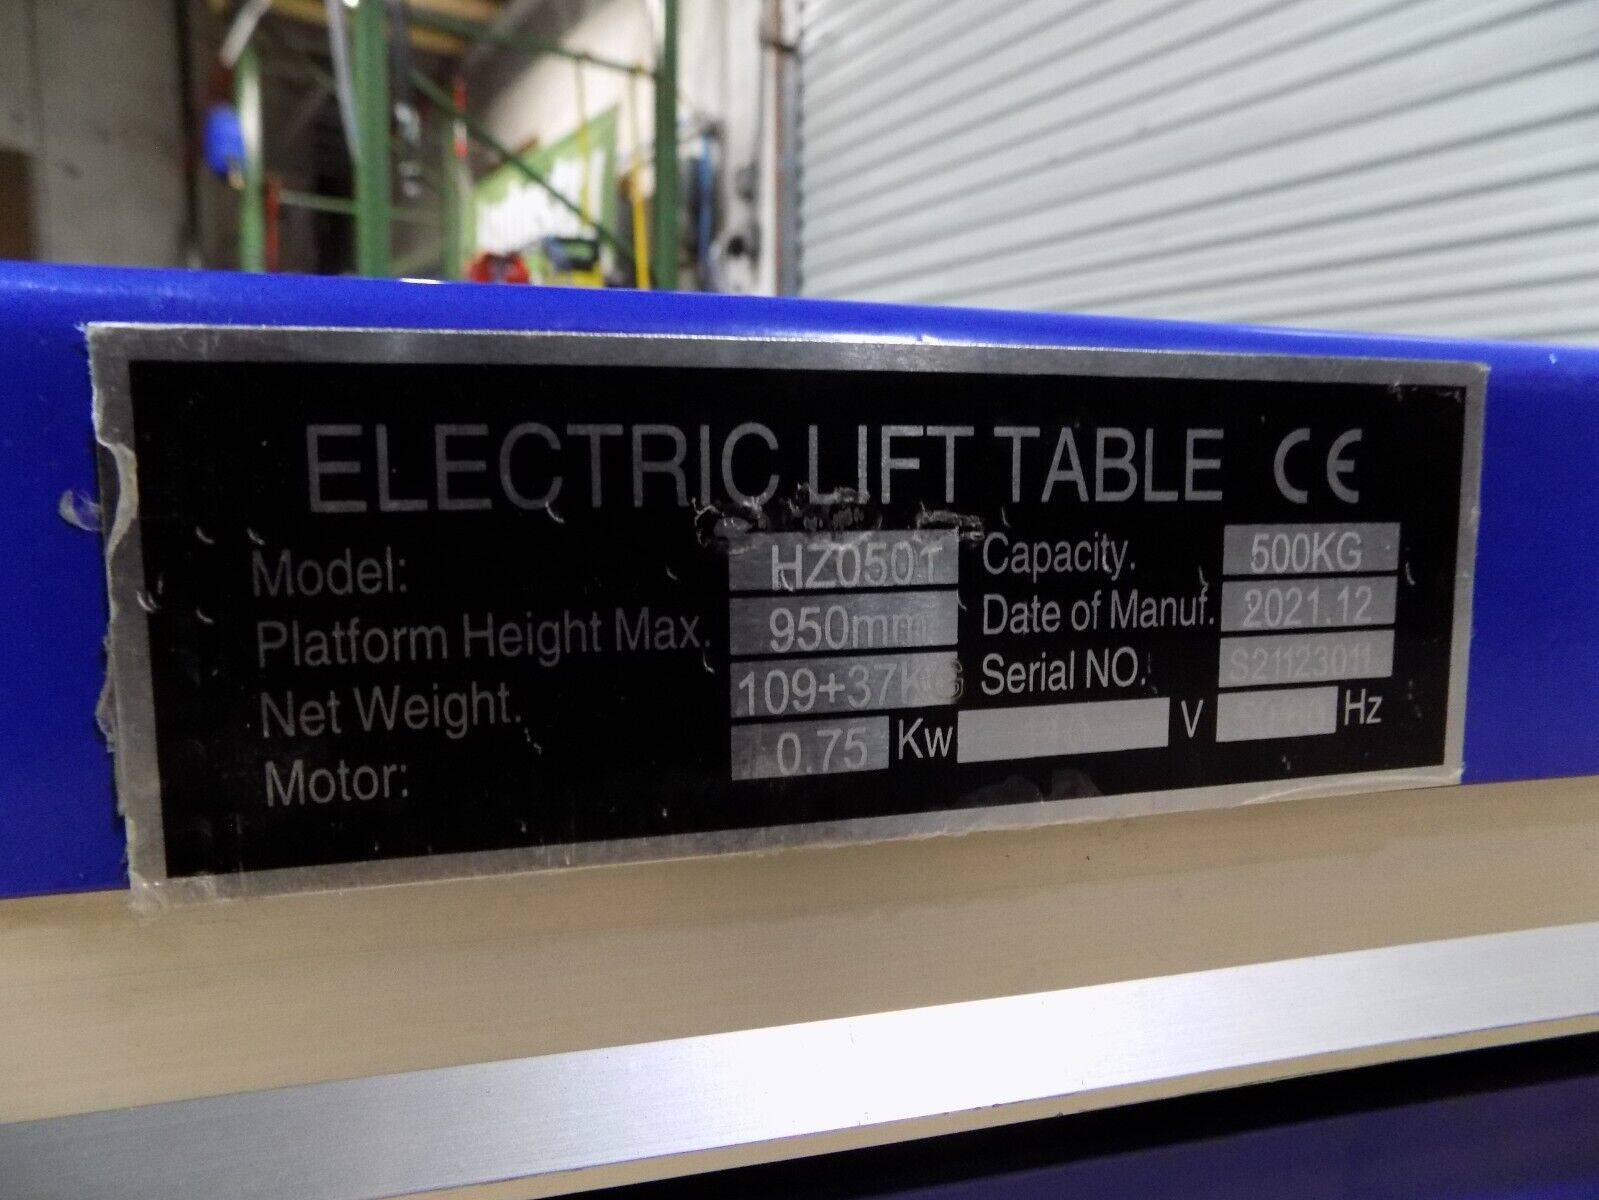 ELECTRIC LIFT TABLE CE
Model: HZ050T Capacity. 500KG
Platform Height Max. 950mm Date of Manuf. 2021.12
Net Weight. 109+37KG Serial NO. S21123011
Motor: 0.75 Kw V Hz